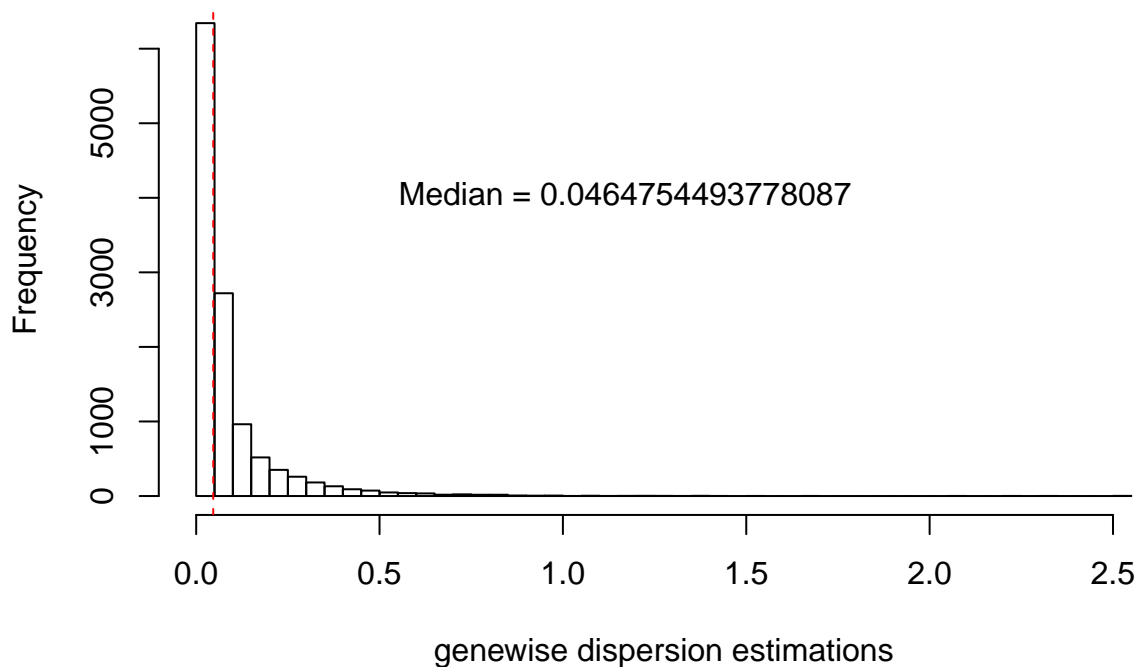 Frequency
5000
3000
1000
0
Median = 0.0464754493778087
0.0 0.5 1.0 1.5 2.0 2.5
genewise dispersion estimations